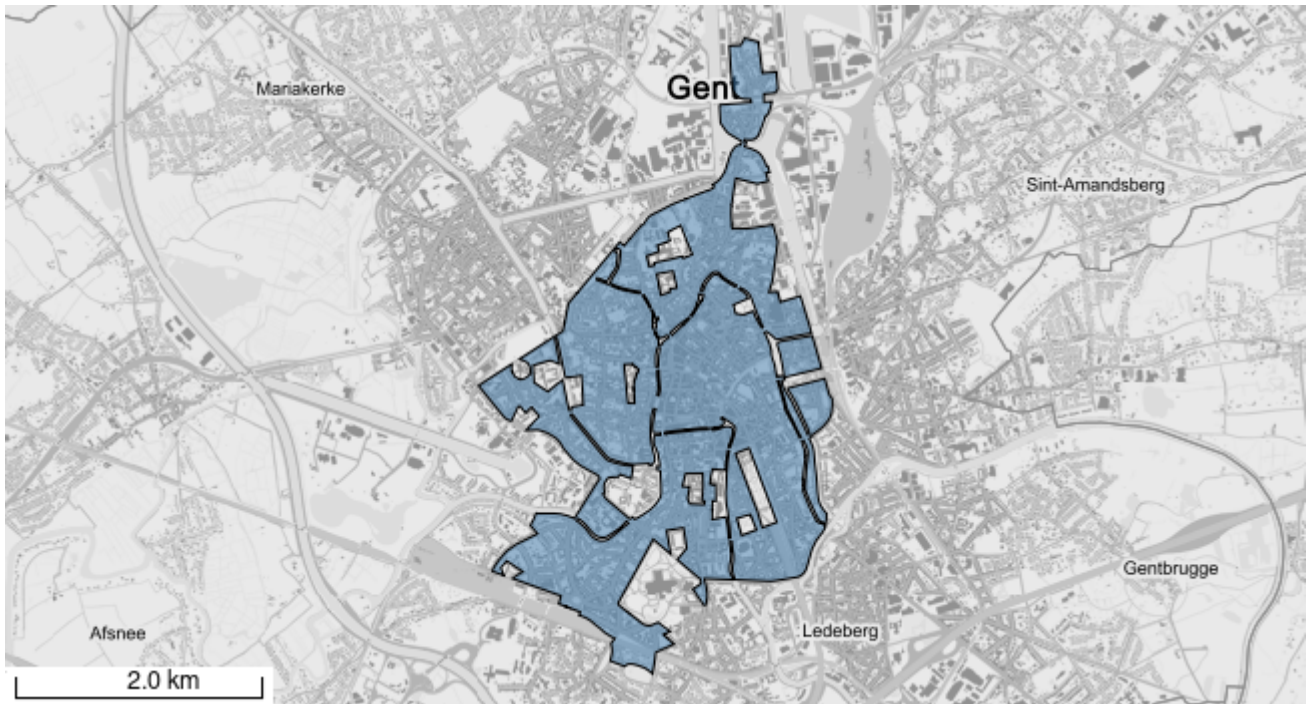 Gent
Mariakerke
Sint-Amandsberg
Gentbrugge
Afsnee
Ledeberg
2.0 km